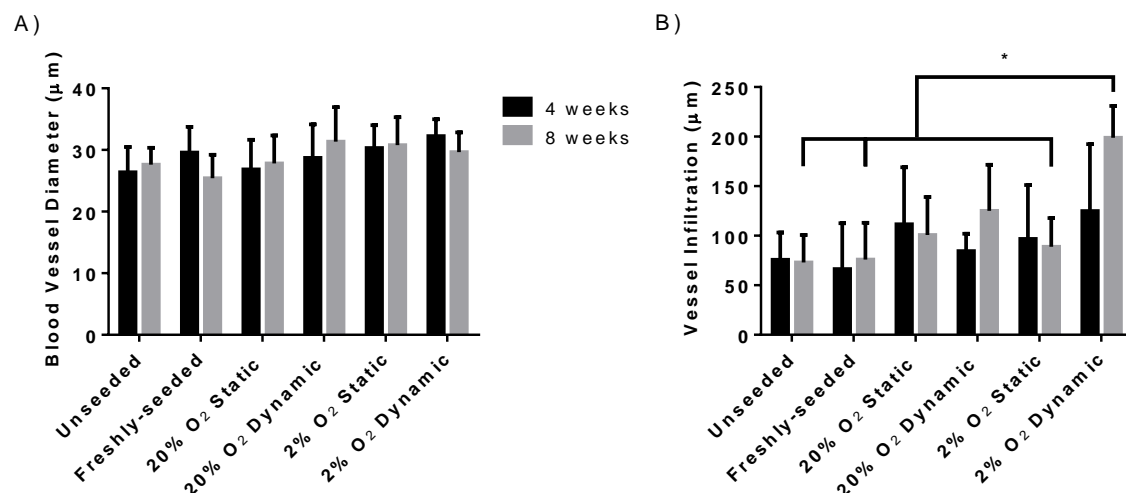 A)
Blood Vessel Diameter (μm)
40
30
20
10
0
Unseeded
Freshly-seeded
20% O₂ Static
20% O₂ Dynamic
2% O₂ Static
2% O₂ Dynamic
4 weeks
8 weeks
B)
Vessel Infiltration (μm)
250
200
150
100
50
0
*
Unseeded
Freshly-seeded
20% O₂ Static
20% O₂ Dynamic
2% O₂ Static
2% O₂ Dynamic